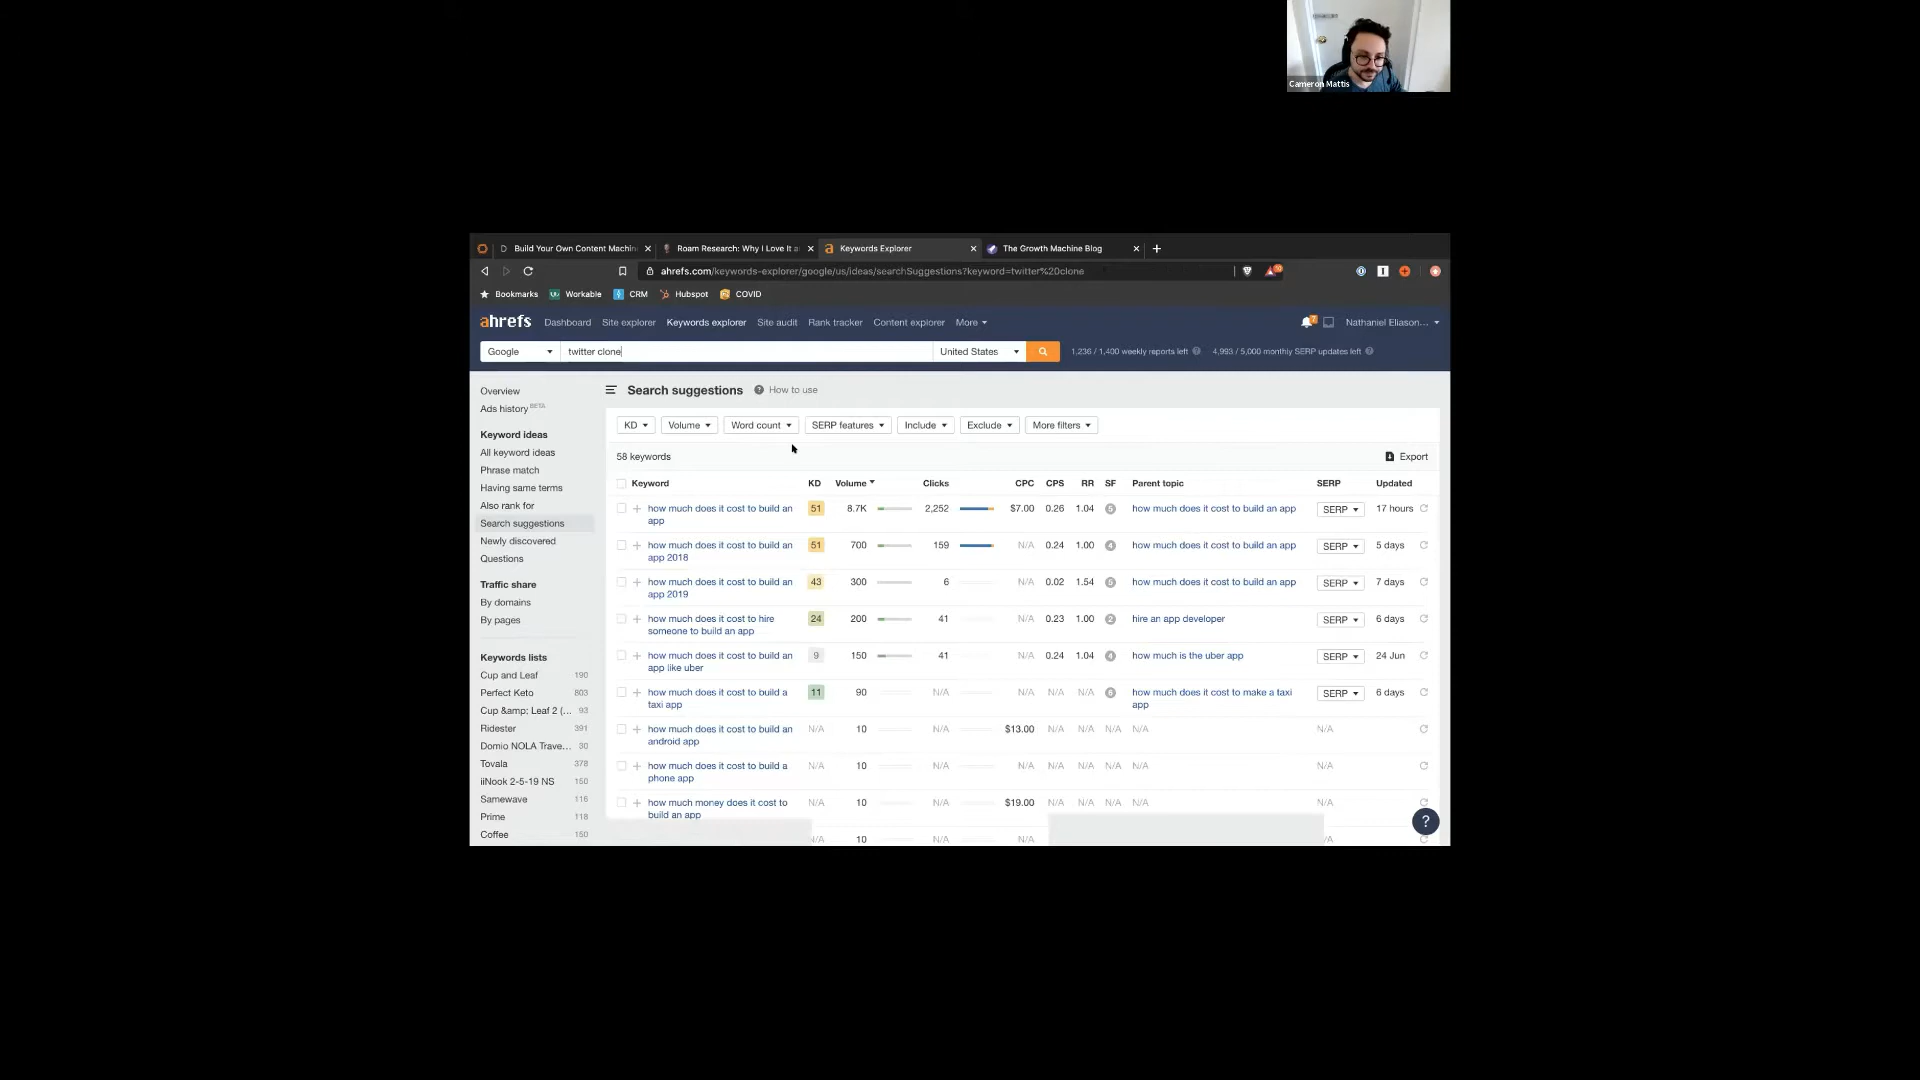 Cameron Mattis
Build Your Own Content Machin
Roam Research: Why I Love It a
Keywords Explorer
The Growth Machine Blog
ahrefs.com/keywords-explorer/google/us/ideas/searchSuggestions?keyword=twitter%20clone
Bookmarks Workable CRM Hubspot COVID
ahrefs Dashboard Site explorer Keywords explorer Site audit Rank tracker Content explorer More Nathaniel Eliason...
Google twitter clone United States 1,236 / 1,400 weekly reports left 4,993 / 5,000 monthly SERP updates left
Overview
Ads history BETA
Keyword ideas
All keyword ideas
Phrase match
Having same terms
Also rank for
Search suggestions
Newly discovered
Questions
Traffic share
By domains
By pages
Keywords lists
Cup and Leaf 190
Perfect Keto 803
Cup &amp; Leaf 2 (... 93
Ridester 391
Domio NOLA Trave... 30
Tovala 378
iiNook 2-5-19 NS 150
Samewave 116
Prime 118
Coffee 150
Search suggestions ? How to use
KD Volume Word count SERP features Include Exclude More filters
58 keywords Export
Keyword KD Volume Clicks CPC CPS RR SF Parent topic SERP Updated
how much does it cost to build an 51 8.7K 2,252 $7.00 0.26 1.04 5 how much does it cost to build an app SERP 17 hours
app
how much does it cost to build an 51 700 159 N/A 0.24 1.00 4 how much does it cost to build an app SERP 5 days
app 2018
how much does it cost to build an 43 300 6 N/A 0.02 1.54 5 how much does it cost to build an app SERP 7 days
app 2019
how much does it cost to hire 24 200 41 N/A 0.23 1.00 2 hire an app developer SERP 6 days
someone to build an app
how much does it cost to build an 9 150 41 N/A 0.24 1.04 4 how much is the uber app SERP 24 Jun
app like uber
how much does it cost to build a 11 90 N/A N/A N/A N/A 6 how much does it cost to make a taxi SERP 6 days
taxi app app
how much does it cost to build an N/A 10 N/A $13.00 N/A N/A N/A N/A N/A
android app
how much does it cost to build a N/A 10 N/A N/A N/A N/A N/A N/A N/A
phone app
how much money does it cost to N/A 10 N/A $19.00 N/A N/A N/A N/A N/A
build an app
N/A 10 N/A N/A /A
?